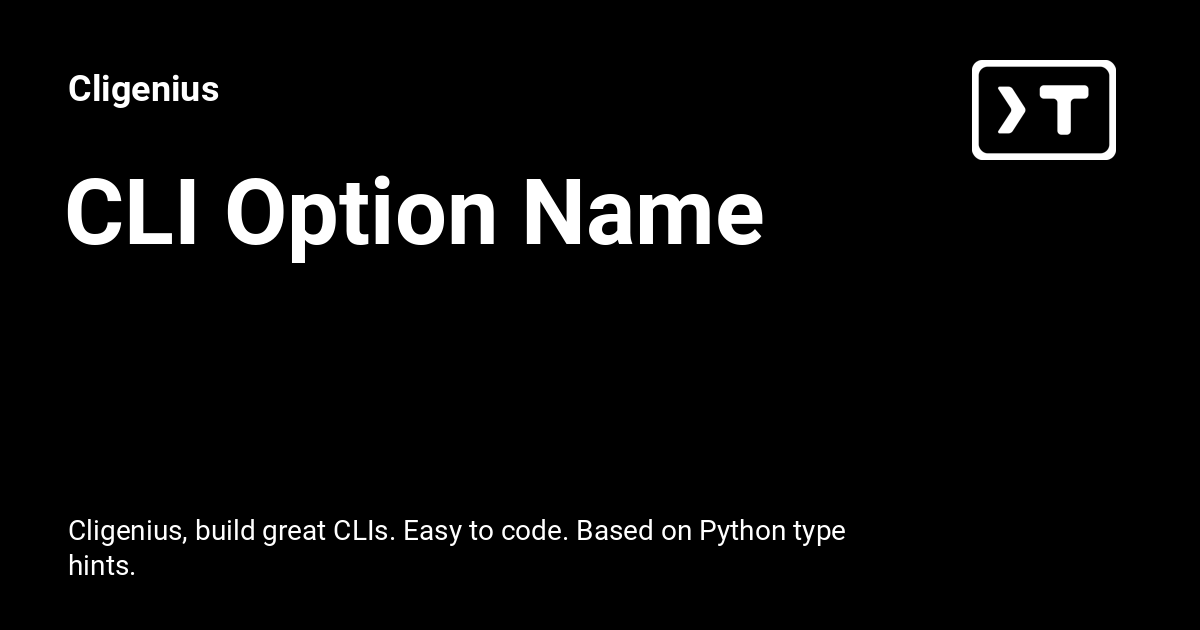 Cligenius
❯ T
CLI Option Name
Cligenius, build great CLIs. Easy to code. Based on Python type
hints.